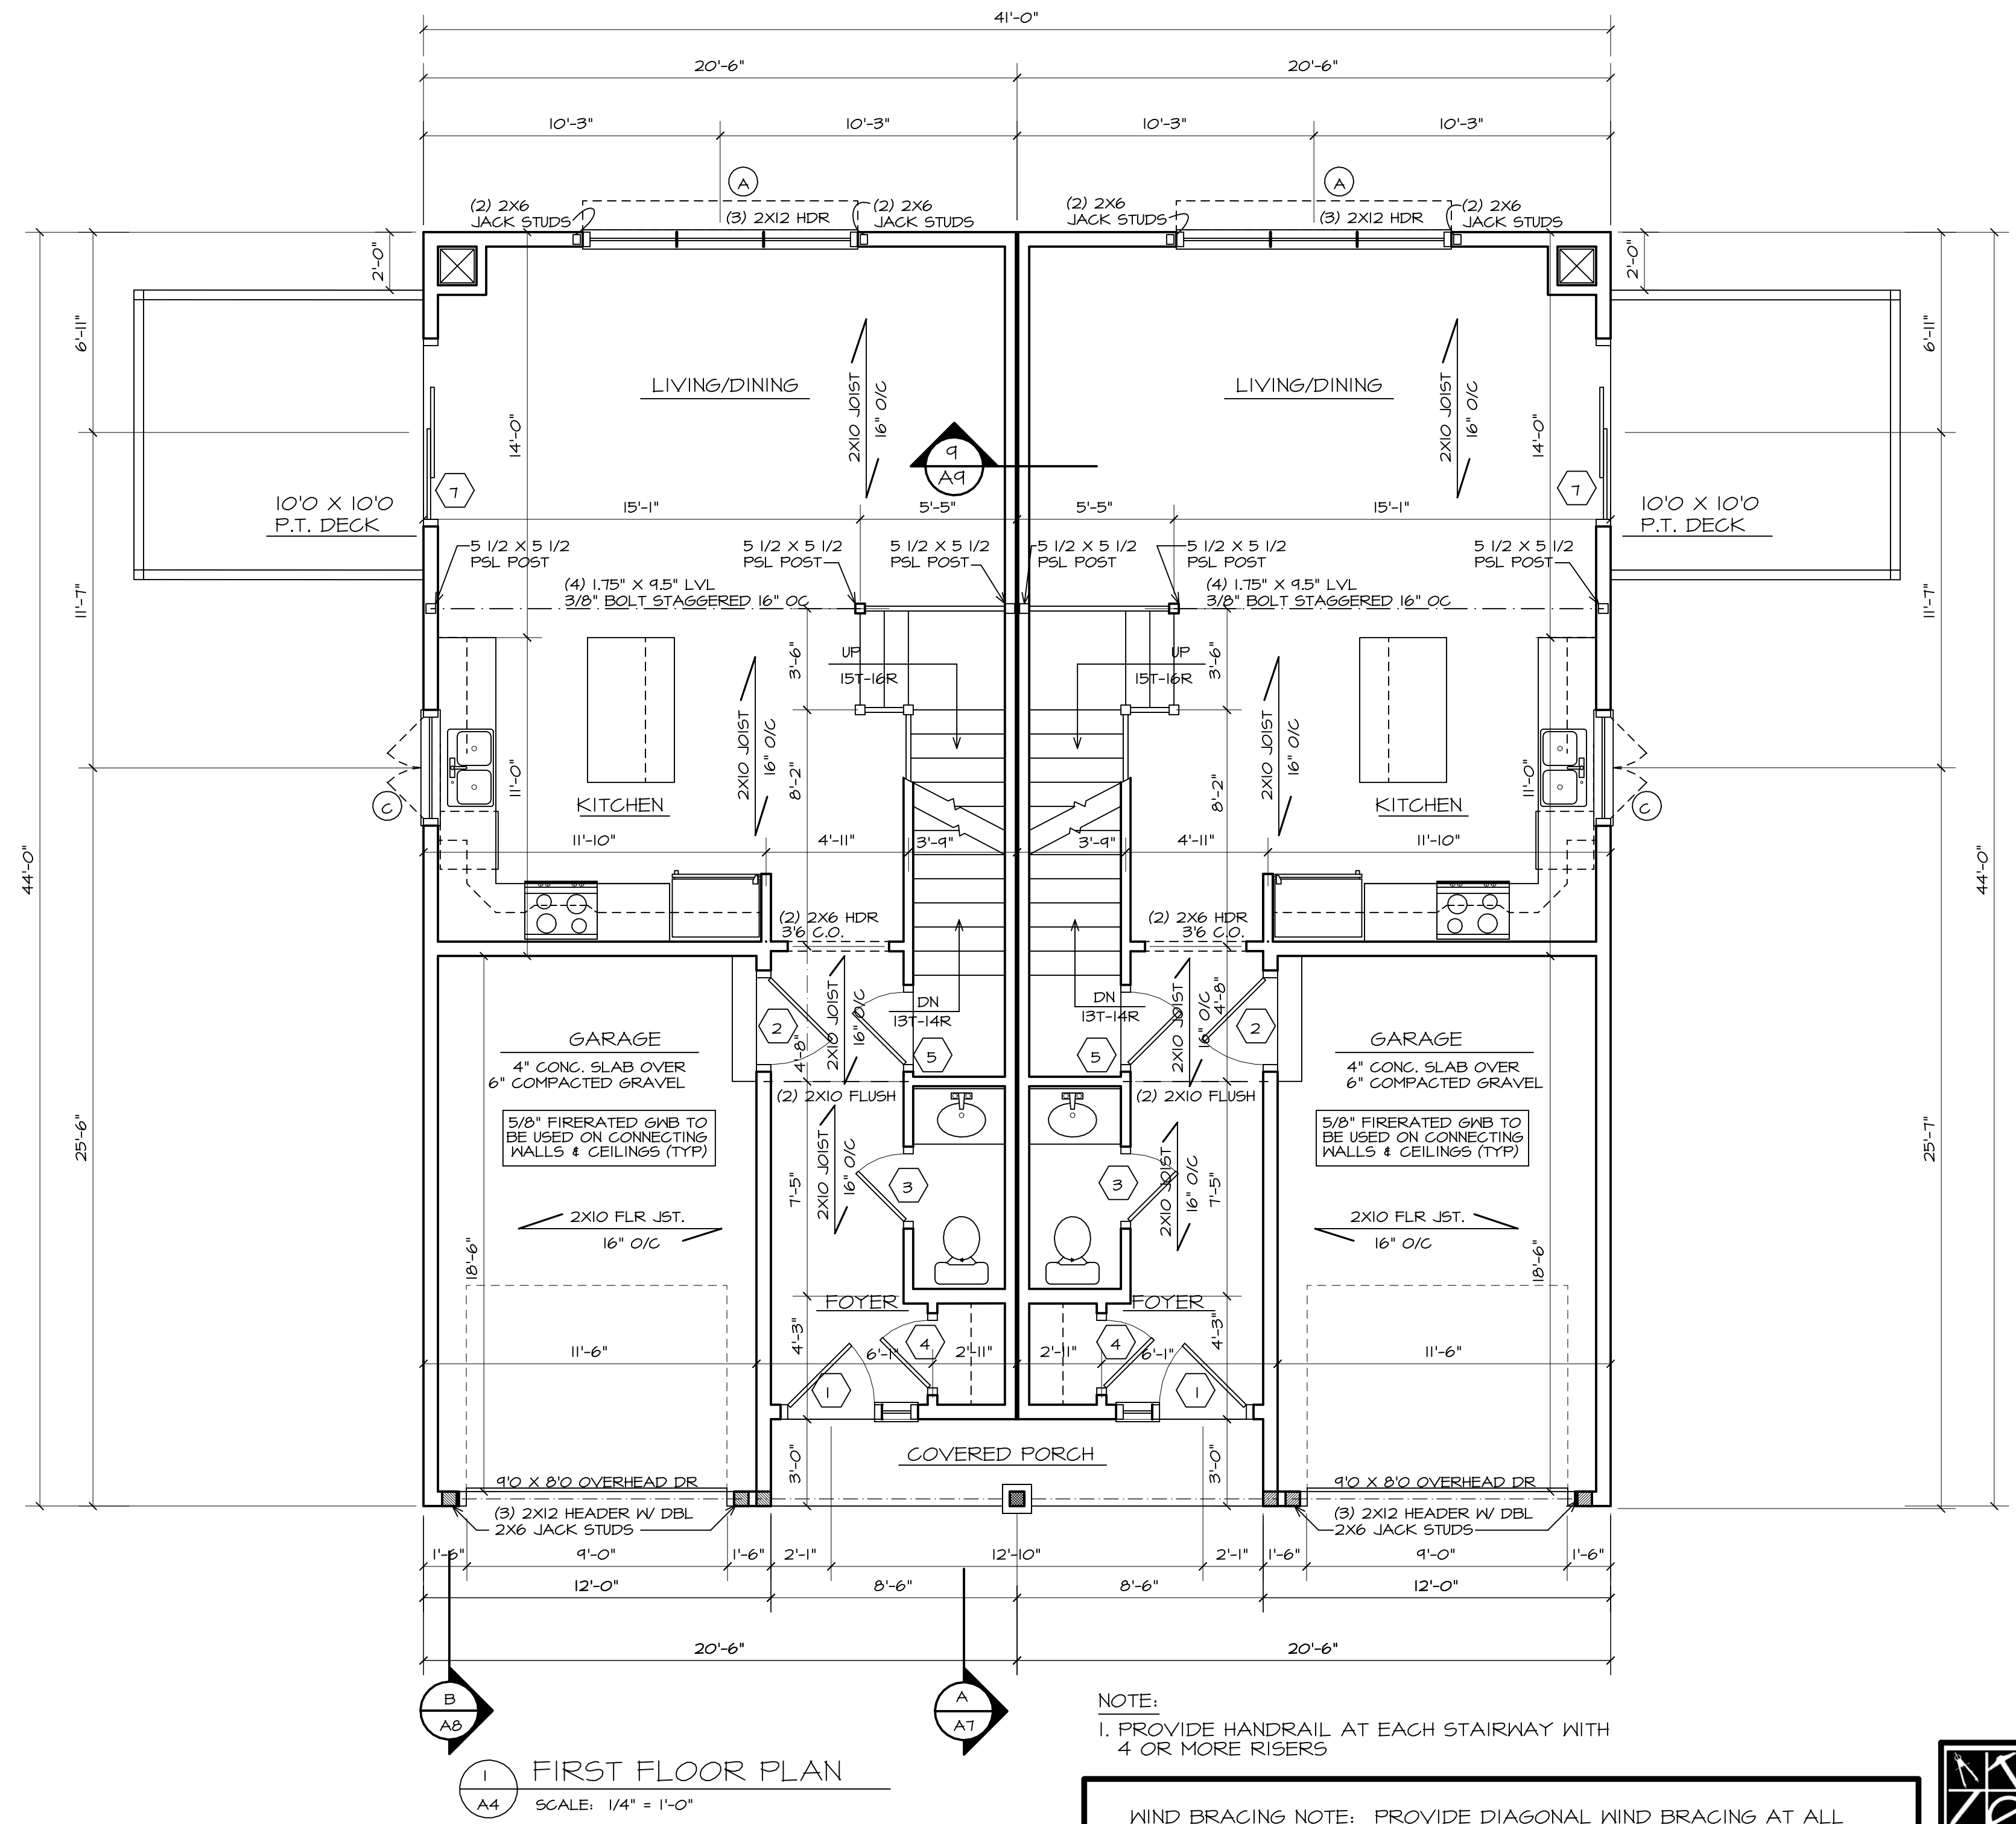 41'-0"
20'-6" 20'-6"
10'-3" 10'-3" 10'-3" 10'-3"
A A
(2) 2X6
JACK STUDS
(3) 2X12 HDR
(2) 2X6
JACK STUDS
(2) 2X6
JACK STUDS
(3) 2X12 HDR
(2) 2X6
JACK STUDS
2'-0" 2'-0"
6'-11" 6'-11"
LIVING/DINING LIVING/DINING
2X10 JOIST
16" O/C
2X10 JOIST
16" O/C
14'-0" 14'-0"
9
A9
7 7
10'0 X 10'0
P.T. DECK
10'0 X 10'0
P.T. DECK
15'-1" 5'-5" 5'-5" 15'-1"
5 1/2 X 5 1/2
PSL POST
5 1/2 X 5 1/2
PSL POST
5 1/2 X 5 1/2
PSL POST
5 1/2 X 5 1/2
PSL POST
5 1/2 X 5 1/2
PSL POST
5 1/2 X 5 1/2
PSL POST
(4) 1.75" X 9.5" LVL
3/8" BOLT STAGGERED 16" OC
(4) 1.75" X 9.5" LVL
3/8" BOLT STAGGERED 16" OC
11'-7" 11'-7"
3'-6" 3'-6"
UP
15T-16R
UP
15T-16R
2X10 JOIST
16" O/C
2X10 JOIST
16" O/C
8'-2" 8'-2"
11'-0" 11'-0"
C C
KITCHEN KITCHEN
11'-10" 4'-11" 3'-9" 3'-9" 4'-11" 11'-10"
44'-0" 44'-0"
(2) 2X6 HDR
3'6 C.O.
(2) 2X6 HDR
3'6 C.O.
2X10 JOIST
16" O/C
2X10 JOIST
16" O/C
4'-8" 4'-8"
DN
13T-14R
DN
13T-14R
2 5 5 2
GARAGE
4" CONC. SLAB OVER
6" COMPACTED GRAVEL
GARAGE
4" CONC. SLAB OVER
6" COMPACTED GRAVEL
(2) 2X10 FLUSH (2) 2X10 FLUSH
5/8" FIRERATED GWB TO
BE USED ON CONNECTING
WALLS & CEILINGS (TYP)
5/8" FIRERATED GWB TO
BE USED ON CONNECTING
WALLS & CEILINGS (TYP)
25'-6" 25'-7"
2X10 JOIST
16" O/C
2X10 JOIST
16" O/C
7'-5" 7'-5"
3 3
2X10 FLR JST.
16" O/C
2X10 FLR JST.
16" O/C
18'-6" 18'-6"
FOYER FOYER
4'-3" 4'-3"
4 4
11'-6" 6'-1" 2'-11" 2'-11" 6'-1" 11'-6"
1 1
COVERED PORCH
3'-0" 3'-0"
9'0 X 8'0 OVERHEAD DR 9'0 X 8'0 OVERHEAD DR
(3) 2X12 HEADER W/ DBL
2X6 JACK STUDS
(3) 2X12 HEADER W/ DBL
2X6 JACK STUDS
1'-6" 9'-0" 1'-6" 2'-1" 12'-10" 2'-1" 1'-6" 9'-0" 1'-6"
12'-0" 8'-6" 8'-6" 12'-0"
20'-6" 20'-6"
B
A8
A
A7
NOTE:
1. PROVIDE HANDRAIL AT EACH STAIRWAY WITH
4 OR MORE RISERS
1
A4
FIRST FLOOR PLAN
SCALE: 1/4" = 1'-0"
WIND BRACING NOTE: PROVIDE DIAGONAL WIND BRACING AT ALL